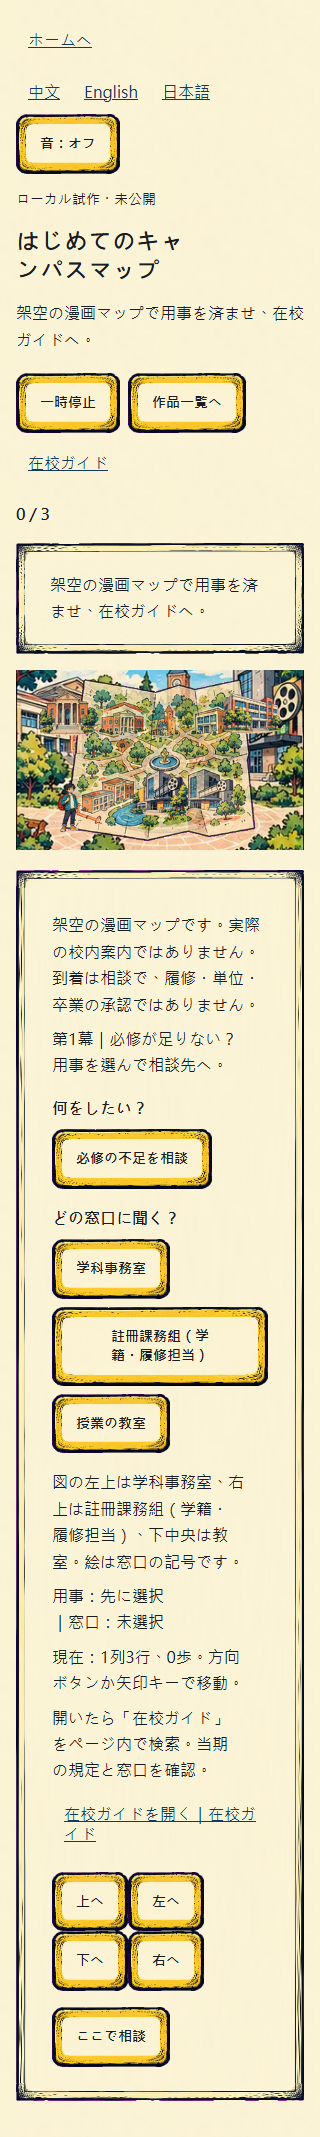 ホームへ
中文 English 日本語
音：オフ
ローカル試作・未公開
はじめてのキャ
ンパスマップ
架空の漫画マップで用事を済ませ、在校
ガイドへ。
一時停止 作品一覧へ
在校ガイド
0 / 3
架空の漫画マップで用事を済
ませ、在校ガイドへ。
架空の漫画マップです。実際
の校内案内ではありません。
到着は相談で、履修・単位・
卒業の承認ではありません。
第1幕｜必修が足りない？
用事を選んで相談先へ。
何をしたい？
必修の不足を相談
どの窓口に聞く？
学科事務室
註冊課務組（学
籍・履修担当）
授業の教室
図の左上は学科事務室、右
上は註冊課務組（学籍・
履修担当）、下中央は教
室。絵は窓口の記号です。
用事：先に選択
｜窓口：未選択
現在：1列3行、0歩。方向
ボタンか矢印キーで移動。
開いたら「在校ガイド」
をページ内で検索。当期
の規定と窓口を確認。
在校ガイドを開く｜在校ガ
イド
上へ 左へ
下へ 右へ
ここで相談